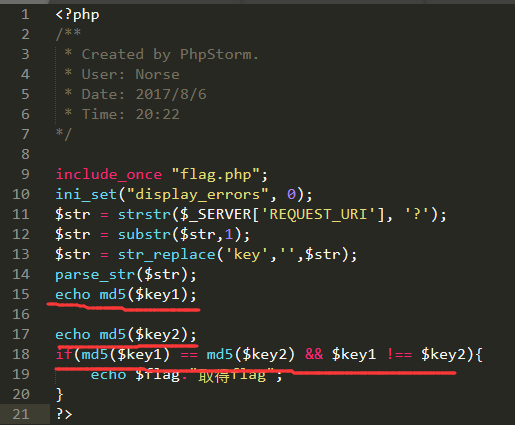 1 <?php
2 /**
3 * Created by PhpStorm.
4 * User: Norse
5 * Date: 2017/8/6
6 * Time: 20:22
7 */
8
9 include_once "flag.php";
10 ini_set("display_errors", 0);
11 $str = strstr($_SERVER['REQUEST_URI'], '?');
12 $str = substr($str,1);
13 $str = str_replace('key','',$str);
14 parse_str($str);
15 echo md5($key1);
16
17 echo md5($key2);
18 if(md5($key1) == md5($key2) && $key1 !== $key2){
19 echo $flag."取得flag";
20 }
21 ?>